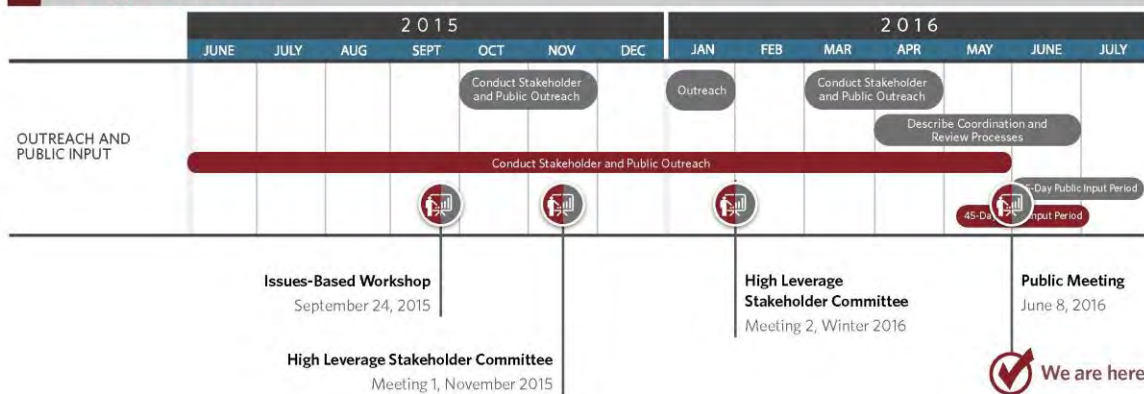 2015
2016
JUNE JULY AUG SEPT OCT NOV DEC JAN FEB MAR APR MAY JUNE JULY
OUTREACH AND
PUBLIC INPUT
Conduct Stakeholder
and Public Outreach
Outreach
Conduct Stakeholder
and Public Outreach
Describe Coordination and
Review Processes
Conduct Stakeholder and Public Outreach
5-Day Public Input Period
45-Day Input Period
Issues-Based Workshop
September 24, 2015
High Leverage Stakeholder Committee
Meeting 1, November 2015
High Leverage
Stakeholder Committee
Meeting 2, Winter 2016
Public Meeting
June 8, 2016
We are here